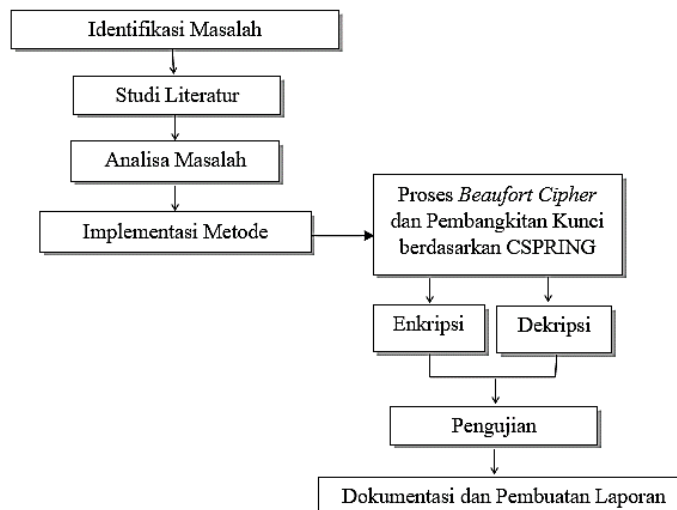 Identifikasi Masalah
Studi Literatur
Analisa Masalah
Implementasi Metode
Proses Beaufort Cipher
dan Pembangkitan Kunci
berdasarkan CSPRING
Enkripsi
Dekripsi
Pengujian
Dokumentasi dan Pembuatan Laporan